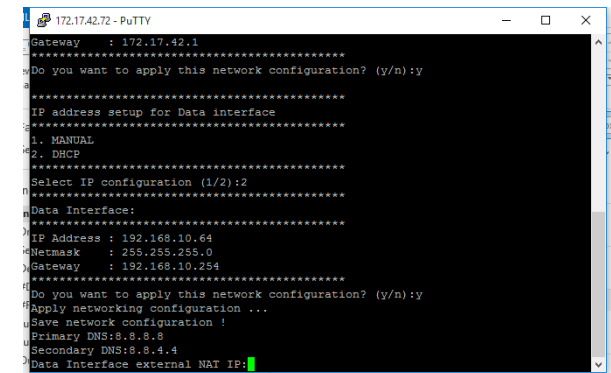 172.17.42.72 - PuTTY
Gateway    : 172.17.42.1
*******************************************
Do you want to apply this network configuration? (y/n):y
*******************************************
IP address setup for Data interface
*******************************************
1. MANUAL
2. DHCP
*******************************************
Select IP configuration (1/2):2
*******************************************
Data Interface:
*******************************************
IP Address : 192.168.10.64
Netmask    : 255.255.255.0
Gateway    : 192.168.10.254
*******************************************
Do you want to apply this network configuration? (y/n):y
Apply networking configuration ...
Save network configuration !
Primary DNS:8.8.8.8
Secondary DNS:8.8.4.4
Data Interface external NAT IP: